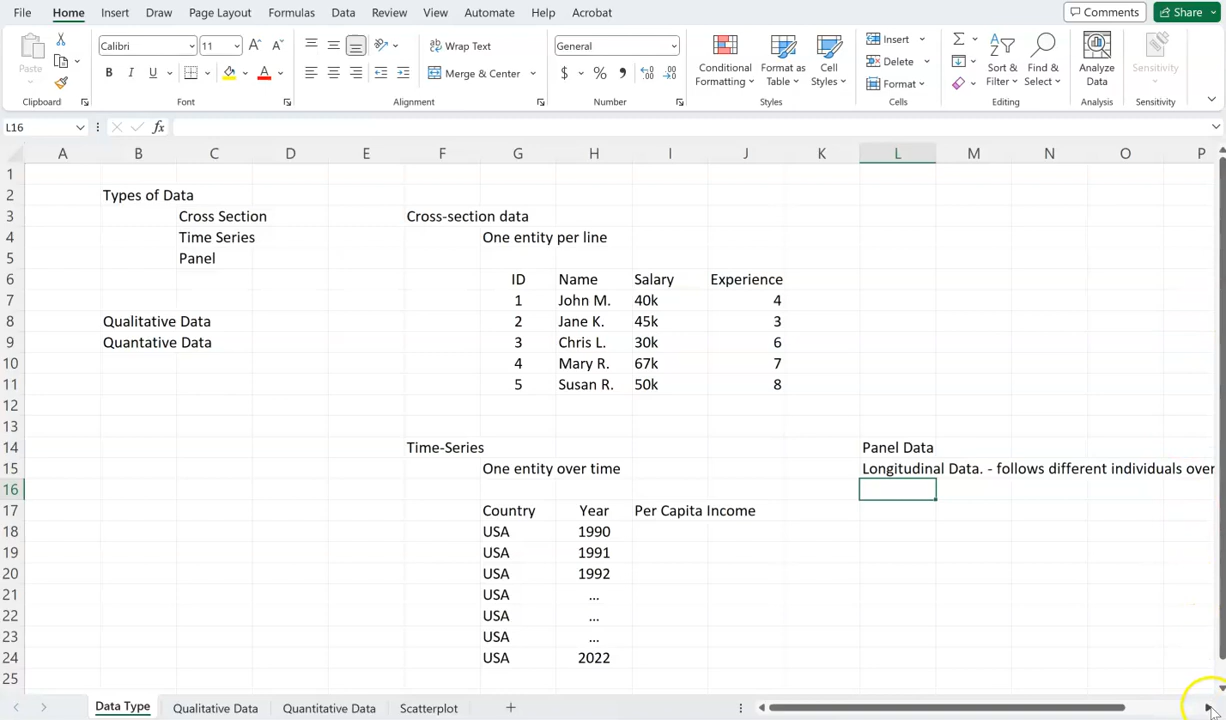 File Home Insert Draw Page Layout Formulas Data Review View Automate Help Acrobat Comments Share
Calibri 11 Wrap Text General Insert
Paste Merge & Center Conditional Formatting Format as Table Cell Styles Delete Sort & Filter Find & Select Analyze Data Sensitivity
Format
Clipboard Font Alignment Number Styles Cells Editing Analysis Sensitivity
L16 fx
A B C D E F G H I J K L M N O P
1
2 Types of Data
3 Cross Section Cross-section data
4 Time Series One entity per line
5 Panel
6 ID Name Salary Experience
7 1 John M. 40k 4
8 Qualitative Data 2 Jane K. 45k 3
9 Quantative Data 3 Chris L. 30k 6
10 4 Mary R. 67k 7
11 5 Susan R. 50k 8
12
13
14 Time-Series Panel Data
15 One entity over time Longitudinal Data. - follows different individuals over
16
17 Country Year Per Capita Income
18 USA 1990
19 USA 1991
20 USA 1992
21 USA ...
22 USA ...
23 USA ...
24 USA 2022
25
Data Type Qualitative Data Quantitative Data Scatterplot +